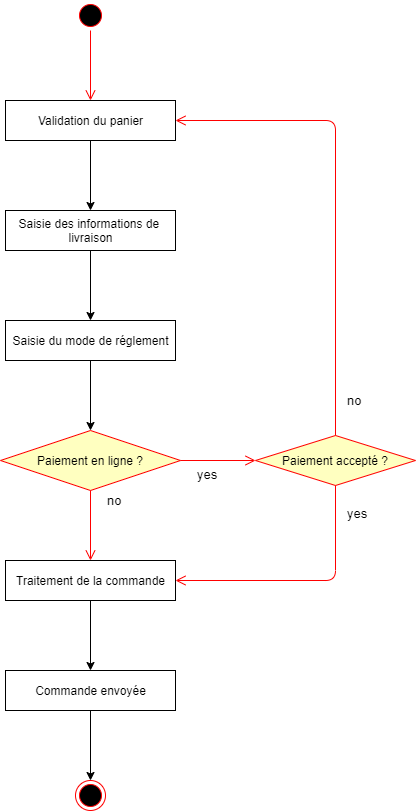 Validation du panier
Saisie des informations de
livraison
Saisie du mode de réglement
no
Paiement en ligne ?
Paiement accepté ?
yes
no
yes
Traitement de la commande
Commande envoyée